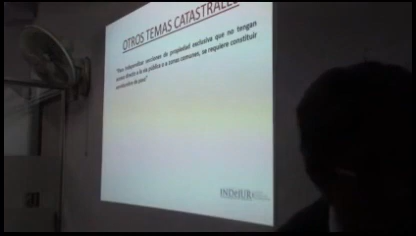 OTROS TEMAS CATASTRALES
"Para independizar secciones de propiedad exclusiva que no tengan
acceso directo a la vía pública o a zonas comunes, se requiere constituir
servidumbre de paso"
INDeJUR